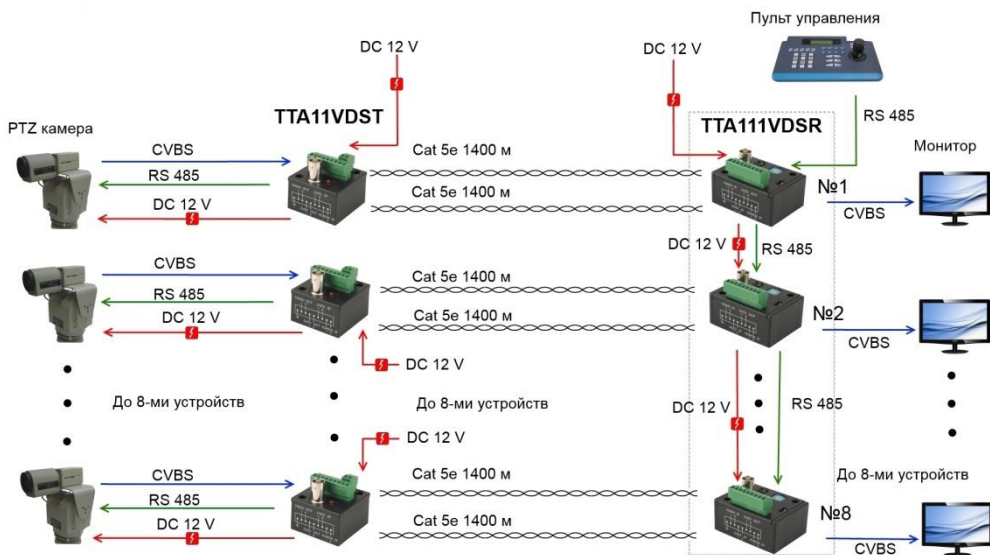 Пульт управления
DC 12 V
DC 12 V
TTA11VDST
TTA111VDSR
RS 485
PTZ камера
Монитор
CVBS
RS 485
DC 12 V
Cat 5e 1400 м
Cat 5e 1400 м
№1
CVBS
DC 12 V
RS 485
CVBS
RS 485
DC 12 V
Cat 5e 1400 м
Cat 5e 1400 м
№2
CVBS
DC 12 V
До 8-ми устройств
До 8-ми устройств
DC 12 V
RS 485
DC 12 V
CVBS
RS 485
DC 12 V
Cat 5e 1400 м
Cat 5e 1400 м
До 8-ми устройств
№8
CVBS